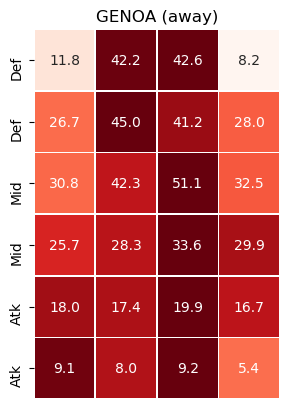 GENOA (away)
Def 11.8 42.2 42.6 8.2
Def 26.7 45.0 41.2 28.0
Mid 30.8 42.3 51.1 32.5
Mid 25.7 28.3 33.6 29.9
Atk 18.0 17.4 19.9 16.7
Atk 9.1 8.0 9.2 5.4